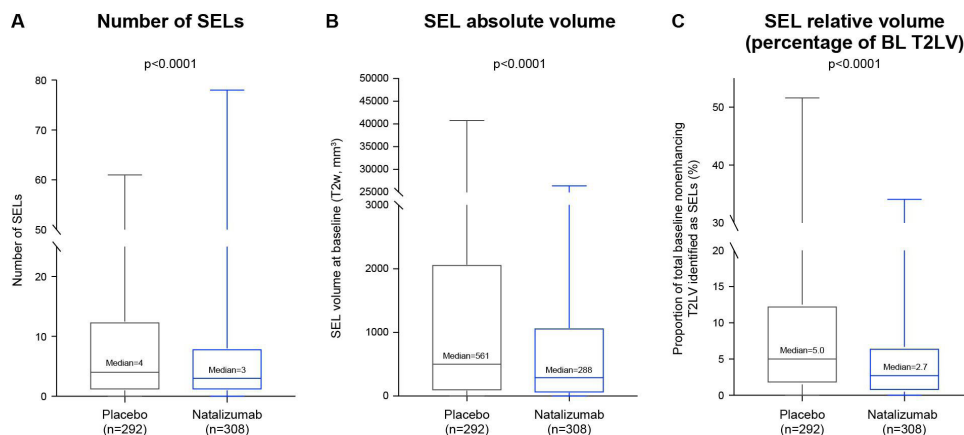 A
Number of SELs
p<0.0001
Number of SELs
80
70
60
50
20
10
0
Median=4
Median=3
Placebo
(n=292)
Natalizumab
(n=308)
B
SEL absolute volume
p<0.0001
SEL volume at baseline (T2w, mm³)
50000
45000
40000
35000
30000
25000
3000
2000
1000
0
Median=561
Median=288
Placebo
(n=292)
Natalizumab
(n=308)
C
SEL relative volume
(percentage of BL T2LV)
p<0.0001
Proportion of total baseline nonenhancing
T2LV identified as SELs (%)
50
40
30
20
15
10
5
0
Median=5.0
Median=2.7
Placebo
(n=292)
Natalizumab
(n=308)